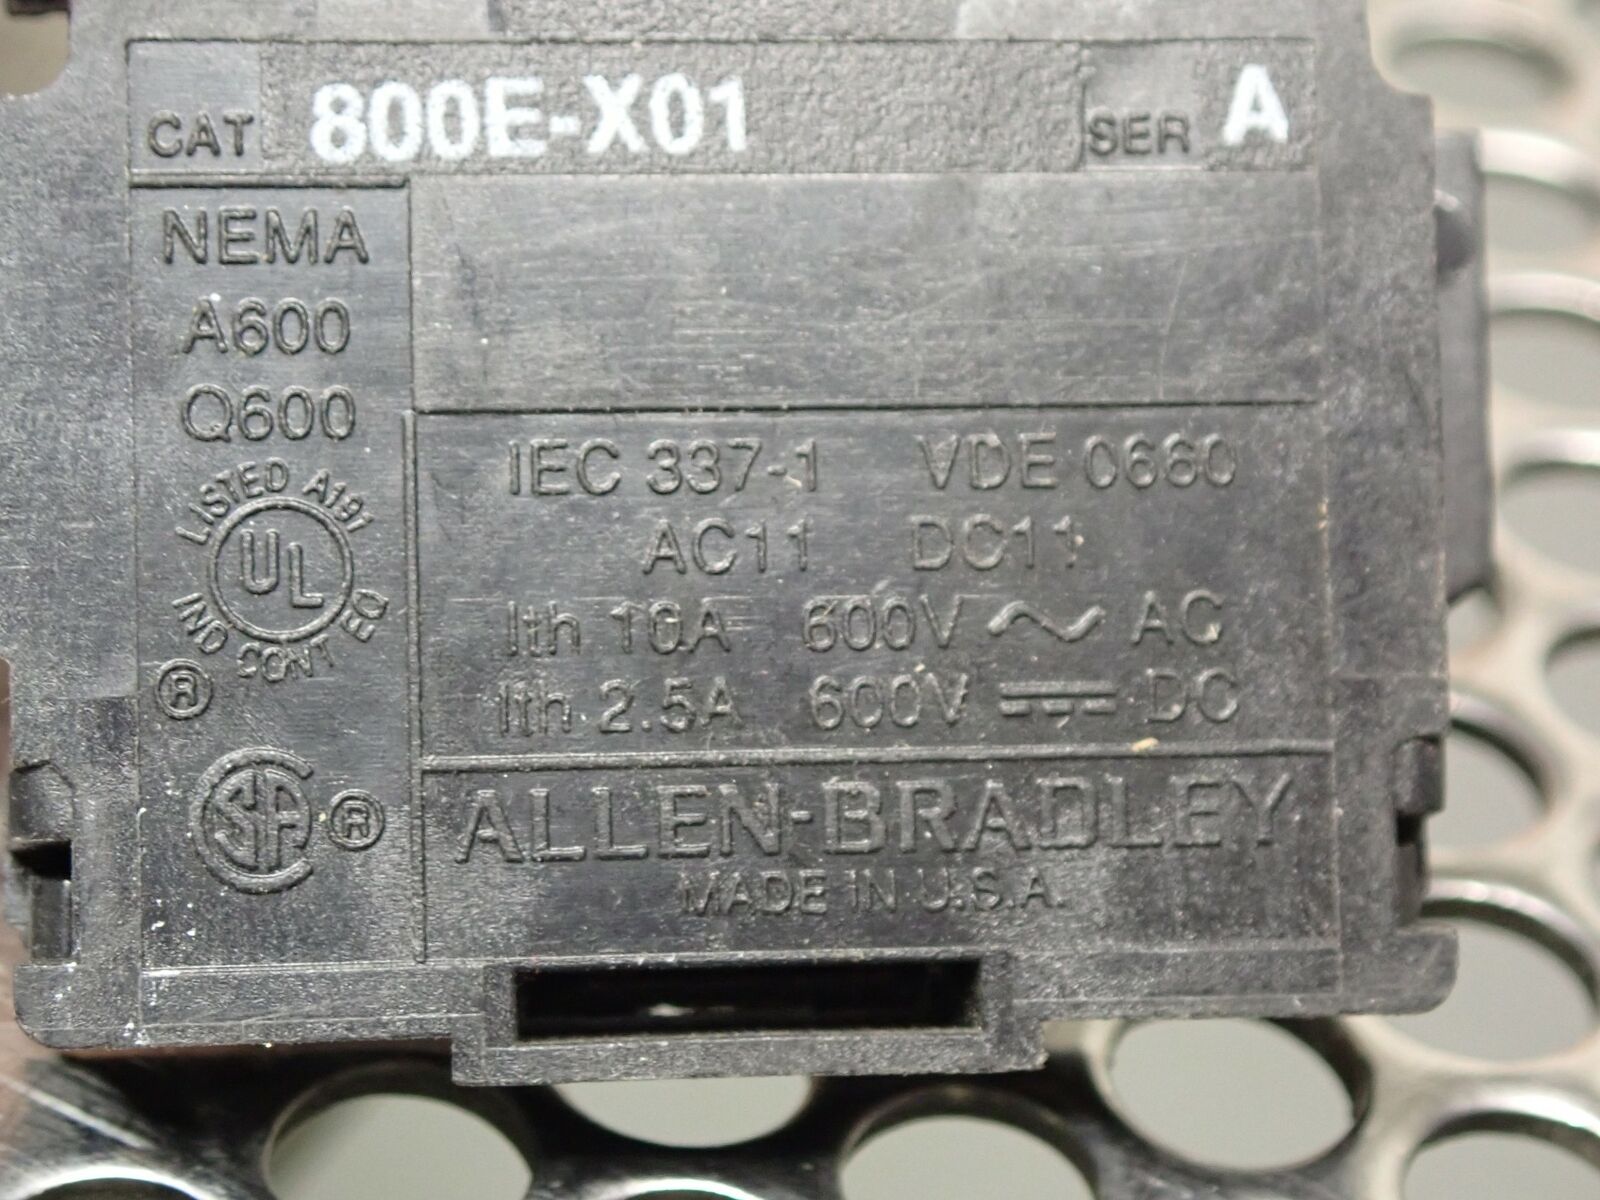 CAT 800E-X01 SER A
NEMA
A600
Q600
LISTED A191
UL
IND CONT EQ
®
SA ®
IEC 337-1 VDE 0660
AC11 DC11
Ith 10A 600V ~ AC
Ith 2.5A 600V ⎓ DC
ALLEN-BRADLEY
MADE IN U.S.A.